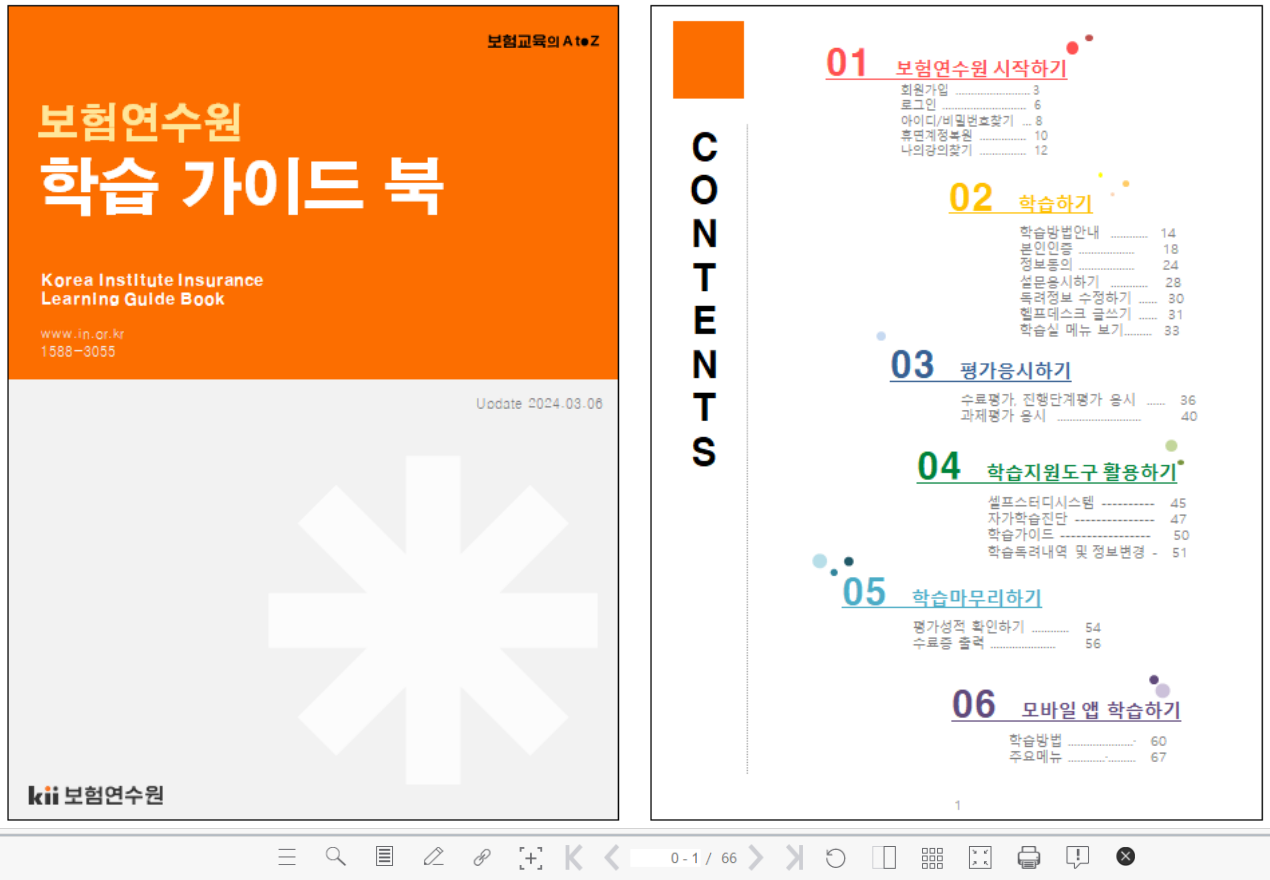 보험교육의 A to Z
보험연수원
학습 가이드 북
Korea Institute Insurance
Learning Guide Book
www.in.or.kr
1588-3055
Update 2024.03.06
kii 보험연수원
CONTENTS
01 보험연수원 시작하기
회원가입 ........................ 3
로그인 ........................... 6
아이디/비밀번호찾기 ... 8
휴면계정복원 ............... 10
나의강의찾기 ............... 12
02 학습하기
학습방법안내 ............ 14
본인인증 .................. 18
정보동의 .................. 24
설문응시하기 ............ 28
독려정보 수정하기 ...... 30
헬프데스크 글쓰기 ...... 31
학습실 메뉴 보기......... 33
03 평가응시하기
수료평가, 진행단계평가 응시 ...... 36
과제평가 응시 ........................... 40
04 학습지원도구 활용하기
셀프스터디시스템 ---------- 45
자가학습진단 --------------- 47
학습가이드 ----------------- 50
학습독려내역 및 정보변경 - 51
05 학습마무리하기
평가성적 확인하기 ............ 54
수료증 출력 ..................... 56
06 모바일 앱 학습하기
학습방법 ...................... 60
주요메뉴 ...................... 67
1
0 - 1 / 66